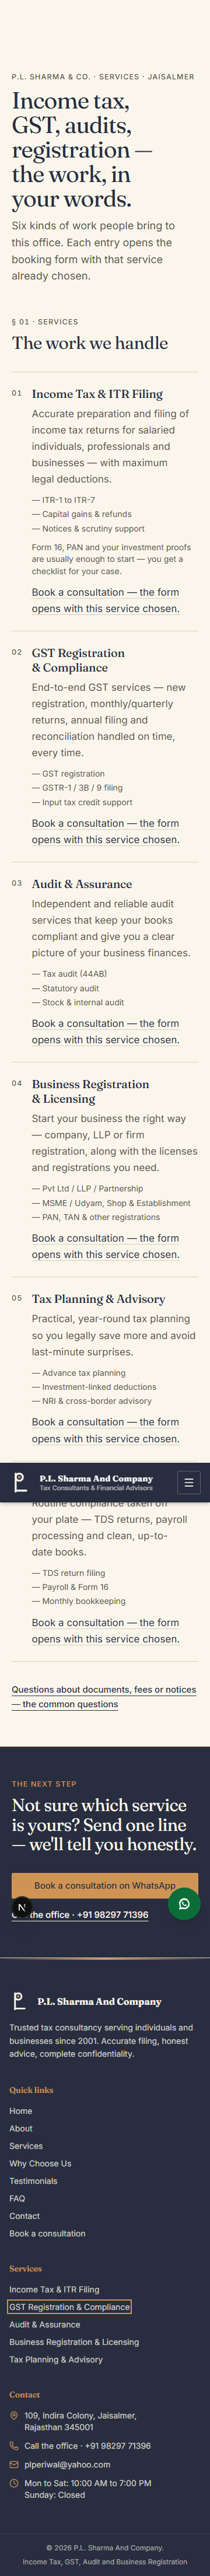 P.L. SHARMA & CO. · SERVICES · JAISALMER
Income tax,
GST, audits,
registration —
the work, in
your words.
Six kinds of work people bring to
this office. Each entry opens the
booking form with that service
already chosen.
§ 01 · SERVICES
The work we handle
01 Income Tax & ITR Filing
Accurate preparation and filing of
income tax returns for salaried
individuals, professionals and
businesses — with maximum
legal deductions.
— ITR-1 to ITR-7
— Capital gains & refunds
— Notices & scrutiny support
Form 16, PAN and your investment proofs
are usually enough to start — you get a
checklist for your case.
Book a consultation — the form
opens with this service chosen.
02 GST Registration
& Compliance
End-to-end GST services — new
registration, monthly/quarterly
returns, annual filing and
reconciliation handled on time,
every time.
— GST registration
— GSTR-1 / 3B / 9 filing
— Input tax credit support
Book a consultation — the form
opens with this service chosen.
03 Audit & Assurance
Independent and reliable audit
services that keep your books
compliant and give you a clear
picture of your business finances.
— Tax audit (44AB)
— Statutory audit
— Stock & internal audit
Book a consultation — the form
opens with this service chosen.
04 Business Registration
& Licensing
Start your business the right way
— company, LLP or firm
registration, along with the licenses
and registrations you need.
— Pvt Ltd / LLP / Partnership
— MSME / Udyam, Shop & Establishment
— PAN, TAN & other registrations
Book a consultation — the form
opens with this service chosen.
05 Tax Planning & Advisory
Practical, year-round tax planning
so you legally save more and avoid
last-minute surprises.
— Advance tax planning
— Investment-linked deductions
— NRI & cross-border advisory
Book a consultation — the form
opens with this service chosen.
P.L. Sharma And Company
Tax Consultants & Financial Advisors
Routine compliance taken off
your plate — TDS returns, payroll
processing and clean, up-to-
date books.
— TDS return filing
— Payroll & Form 16
— Monthly bookkeeping
Book a consultation — the form
opens with this service chosen.
Questions about documents, fees or notices
— the common questions
THE NEXT STEP
Not sure which service
is yours? Send one line
— we'll tell you honestly.
Book a consultation on WhatsApp
N the office · +91 98297 71396
P.L. Sharma And Company
Trusted tax consultancy serving individuals and
businesses since 2001. Accurate filing, honest
advice, complete confidentiality.
Quick links
Home
About
Services
Why Choose Us
Testimonials
FAQ
Contact
Book a consultation
Services
Income Tax & ITR Filing
GST Registration & Compliance
Audit & Assurance
Business Registration & Licensing
Tax Planning & Advisory
Contact
109, Indira Colony, Jaisalmer,
Rajasthan 345001
Call the office · +91 98297 71396
plperiwal@yahoo.com
Mon to Sat: 10:00 AM to 7:00 PM
Sunday: Closed
© 2026 P.L. Sharma And Company.
Income Tax, GST, Audit and Business Registration